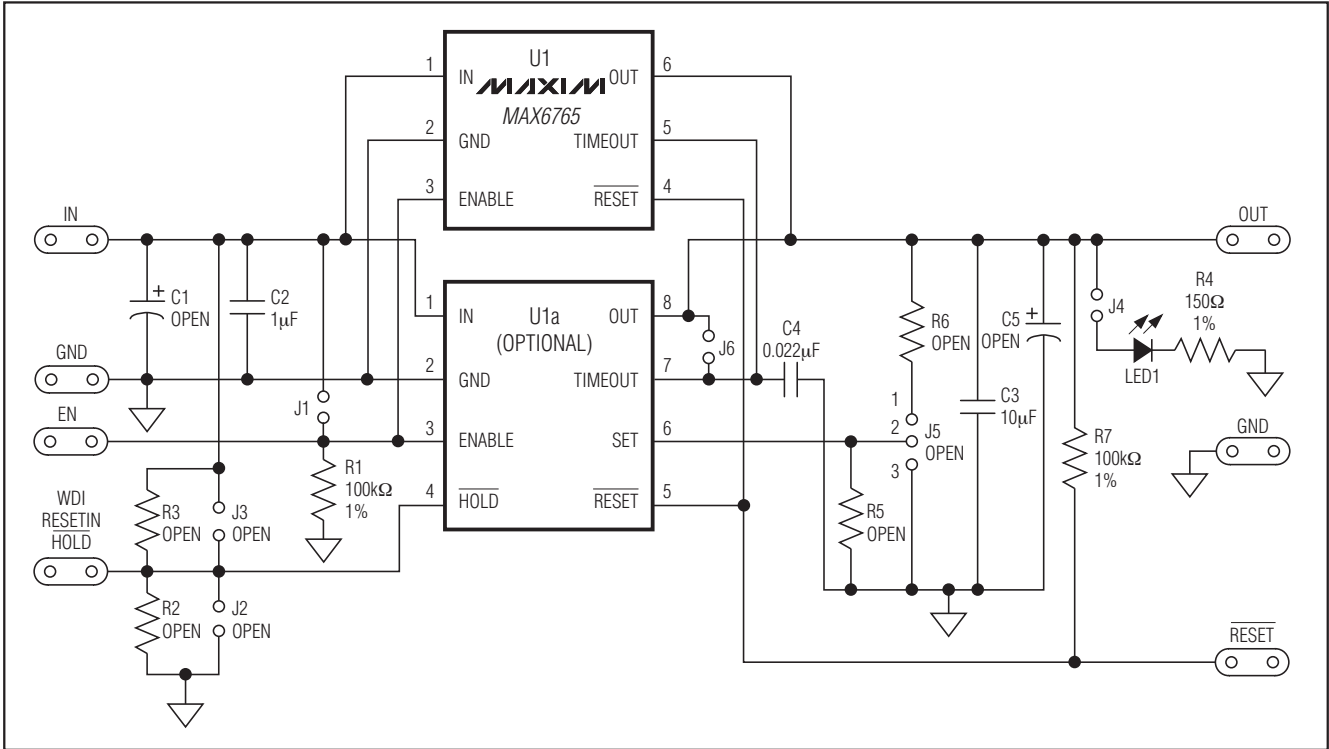 U1
MAXIM
MAX6765
1
IN
OUT
6
2
GND
TIMEOUT
5
3
ENABLE
RESET
4
IN
OUT
C1
OPEN
+
C2
1µF
1
IN
U1a
(OPTIONAL)
OUT
8
J6
C4
0.022µF
R6
OPEN
C5
OPEN
+
J4
R4
150Ω
1%
LED1
GND
2
GND
TIMEOUT
7
J1
C3
10µF
EN
3
ENABLE
SET
6
1
2
3
J5
OPEN
GND
R1
100kΩ
1%
4
HOLD
RESET
5
R7
100kΩ
1%
WDI
RESETIN
HOLD
R3
OPEN
J3
OPEN
R5
OPEN
R2
OPEN
J2
OPEN
RESET